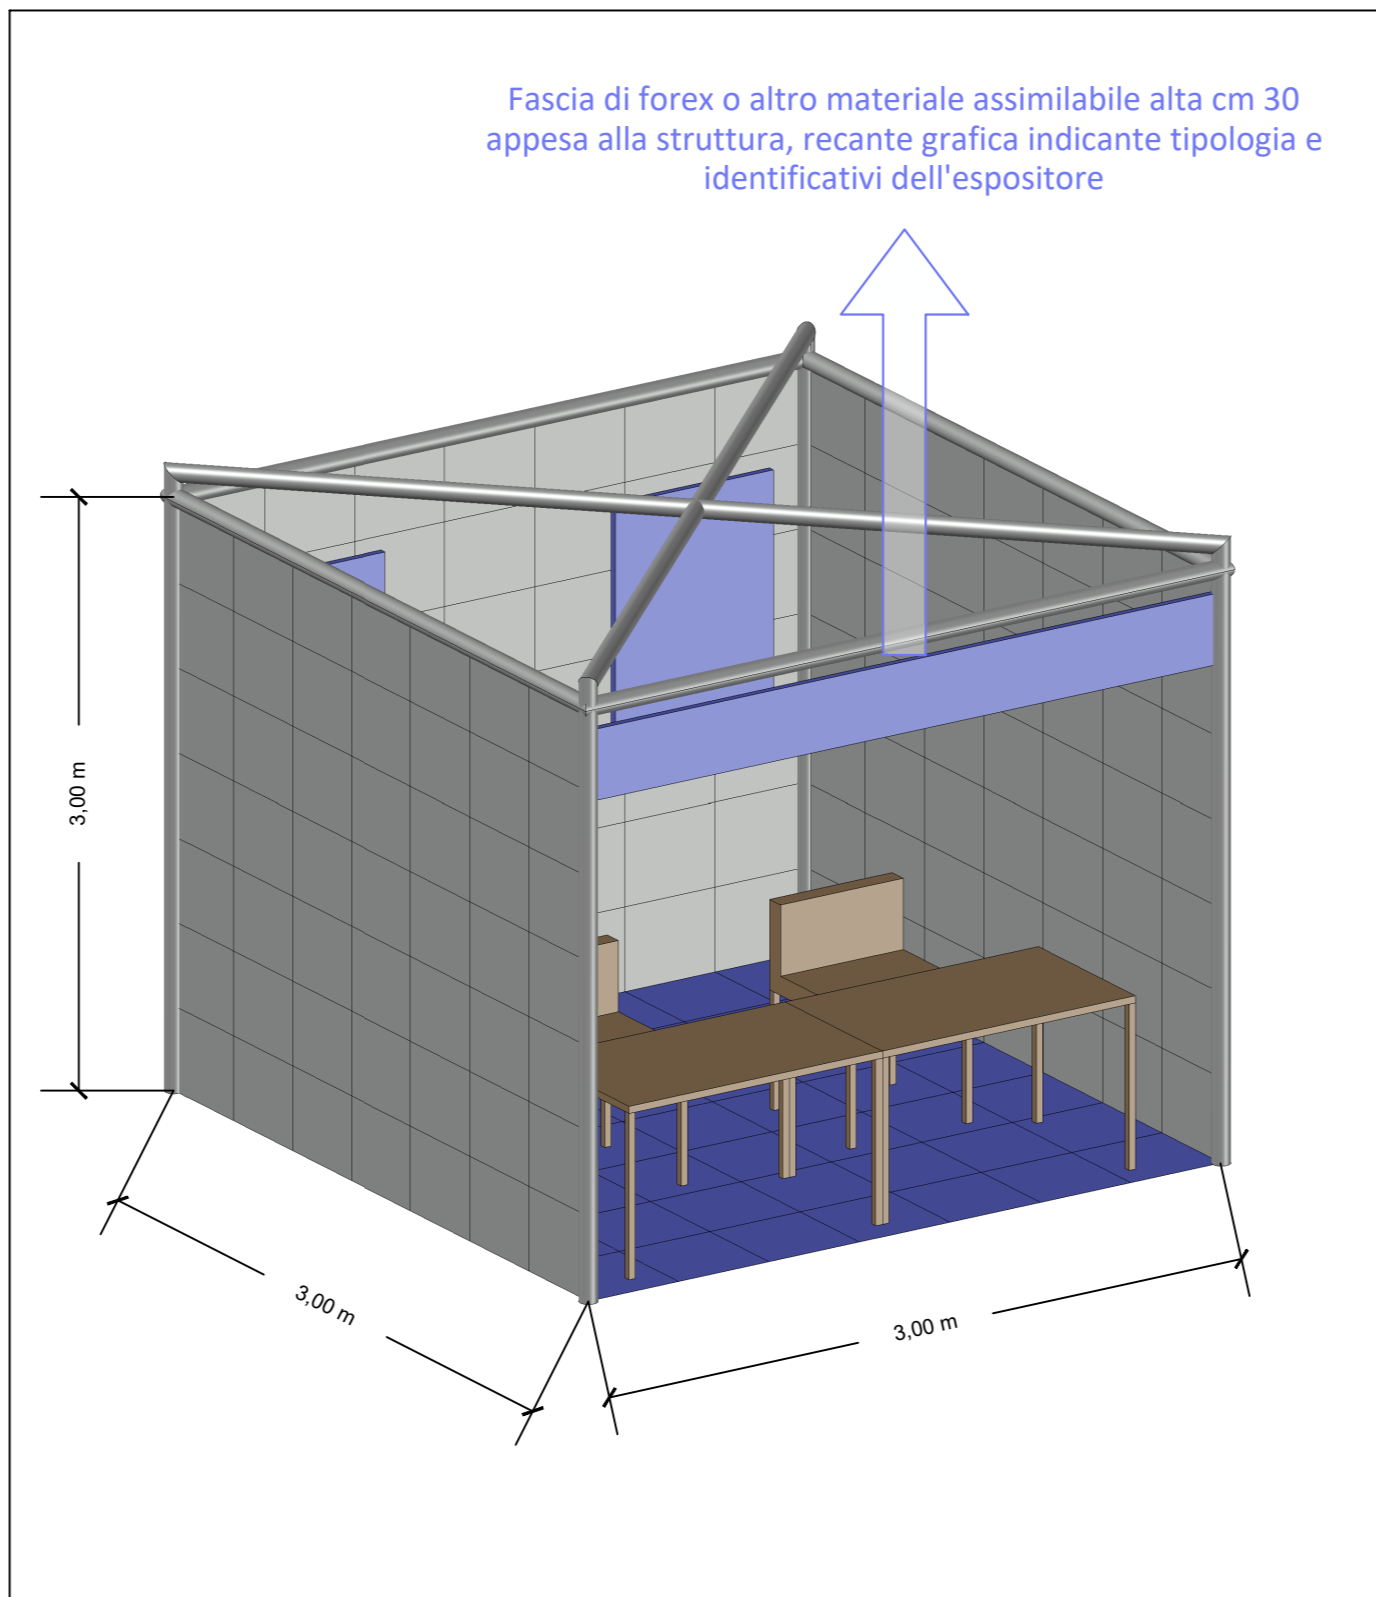 Fascia di forex o altro materiale assimilabile alta cm 30
appesa alla struttura, recante grafica indicante tipologia e
identificativi dell'espositore
3,00 m
3,00 m
3,00 m